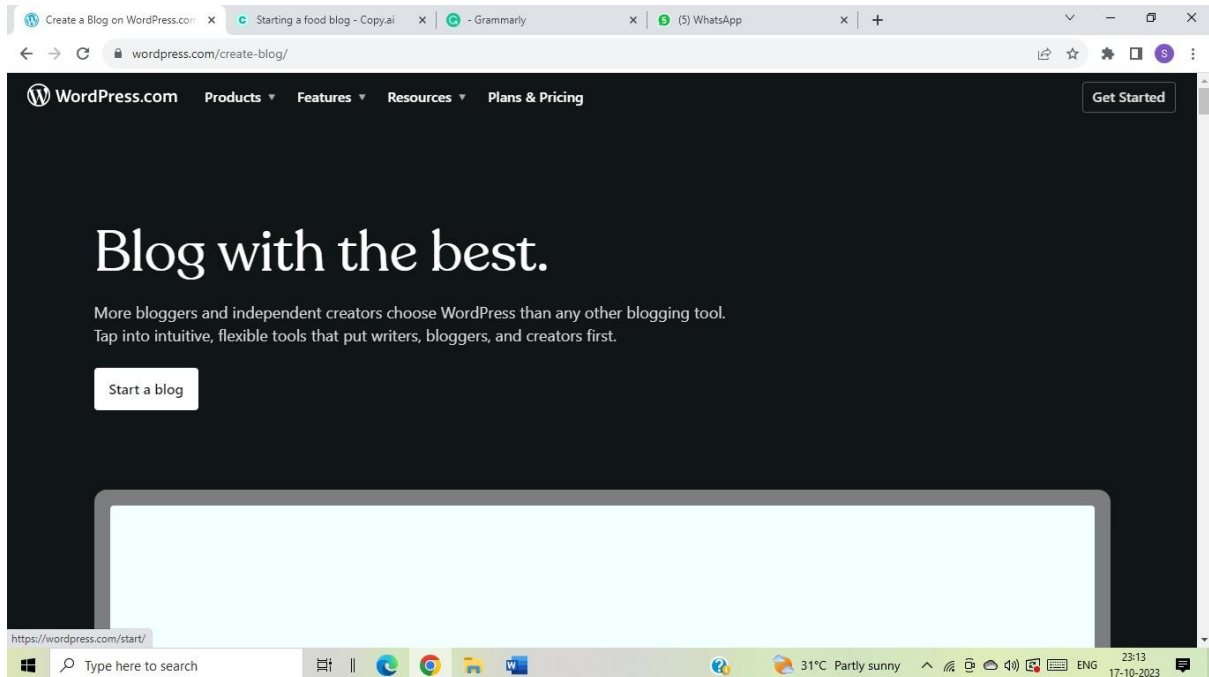 Create a Blog on WordPress.com
Starting a food blog - Copy.ai
- Grammarly
(5) WhatsApp
wordpress.com/create-blog/
S
WordPress.com Products Features Resources Plans & Pricing Get Started
Blog with the best.
More bloggers and independent creators choose WordPress than any other blogging tool.
Tap into intuitive, flexible tools that put writers, bloggers, and creators first.
Start a blog
https://wordpress.com/start/
Type here to search
31°C Partly sunny
ENG
23:13
17-10-2023